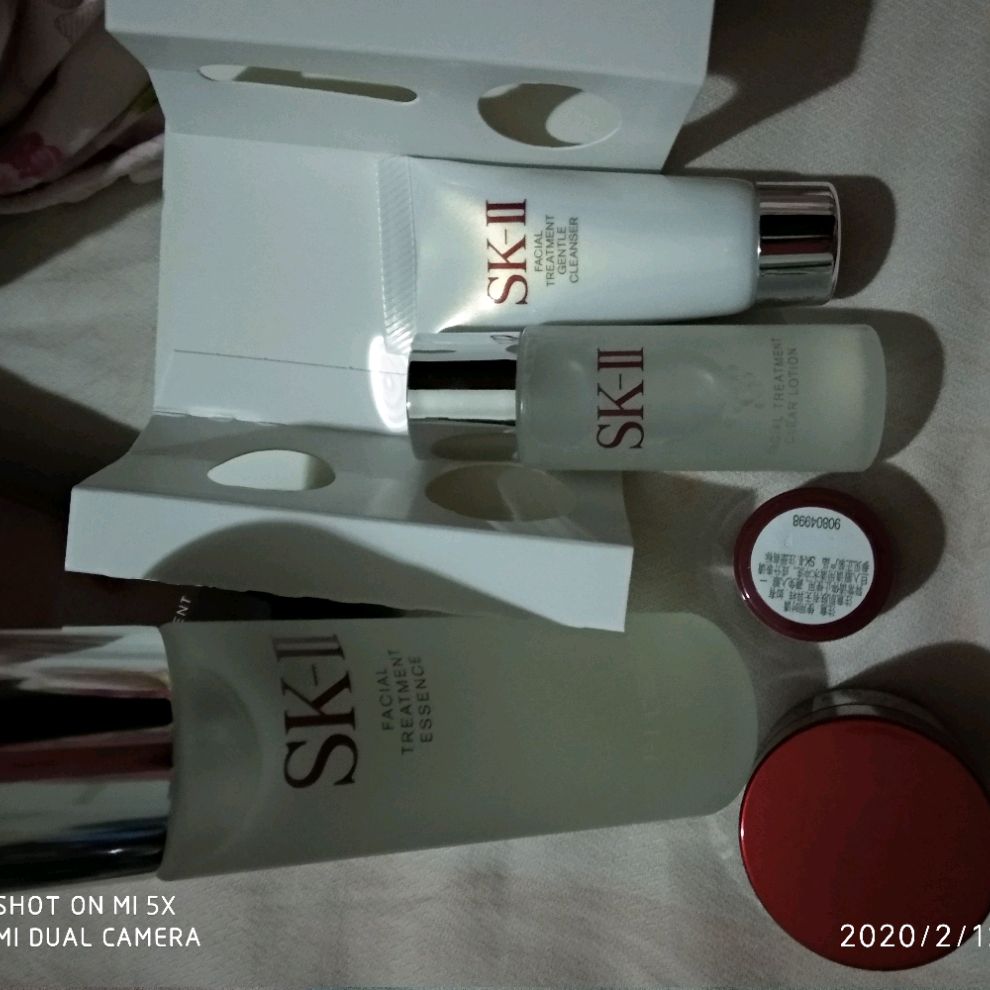 SK-II
FACIAL
TREATMENT
GENTLE
CLEANSER
SK-II
FACIAL TREATMENT
CLEAR LOTION
90804998
SK-II
FACIAL
TREATMENT
ESSENCE
SHOT ON MI 5X
MI DUAL CAMERA
2020/2/1